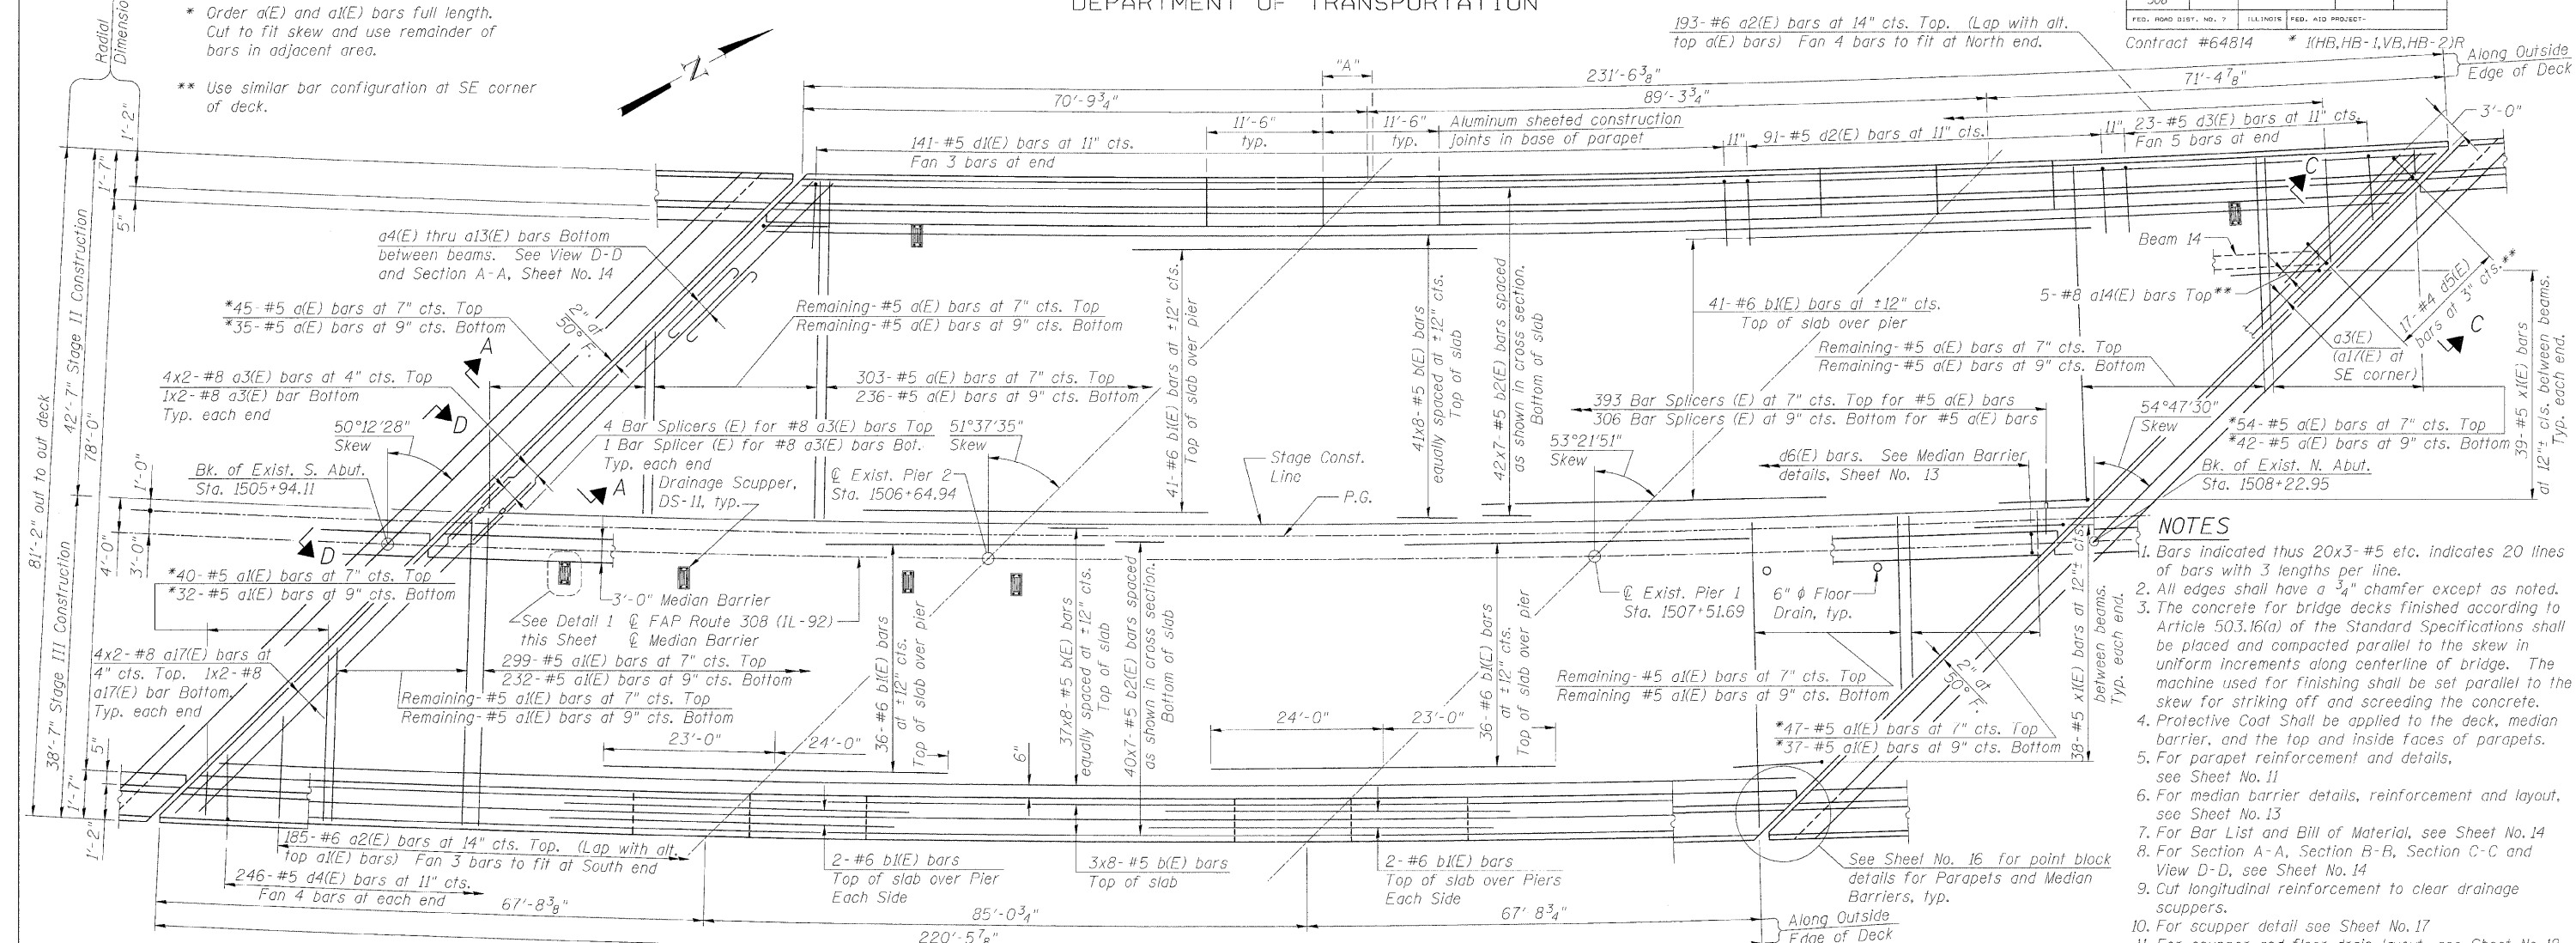 DEPARTMENT OF TRANSPORTATION
* Order a(E) and a1(E) bars full length.
Cut to fit skew and use remainder of
bars in adjacent area.
** Use similar bar configuration at SE corner
of deck.
Radial
Dimensio
N
FED. ROAD DIST. NO. 7 ILLINOIS FED. AID PROJECT-
Contract #64814 * 1(HB,HB-1,VB,HB-2)R
193-#6 a2(E) bars at 14" cts. Top. (Lap with alt.
top a(E) bars) Fan 4 bars to fit at North end.
Along Outside
Edge of Deck
"A"
231'-6⅜"
70'-9¾"
89'-3¾"
71'-4⅞"
3'-0"
11'-6"
typ.
11'-6"
typ.
Aluminum sheeted construction
joints in base of parapet
141-#5 d1(E) bars at 11" cts.
Fan 3 bars at end
11"
91-#5 d2(E) bars at 11" cts.
11"
23-#5 d3(E) bars at 11" cts.
Fan 5 bars at end
C
1'-2"
1'-7"
5"
81'-2" out to out deck
42'-7" Stage II Construction
78'-0"
38'-7" Stage III Construction
1'-0"
4'-0"
3'-0"
5"
1'-7"
1'-2"
a4(E) thru a13(E) bars Bottom
between beams. See View D-D
and Section A-A, Sheet No. 14
*45-#5 a(E) bars at 7" cts. Top
*35-#5 a(E) bars at 9" cts. Bottom
2" at
50° F.
Remaining-#5 a(E) bars at 7" cts. Top
Remaining-#5 a(E) bars at 9" cts. Bottom
A
4x2-#8 a3(E) bars at 4" cts. Top
1x2-#8 a3(E) bar Bottom
Typ. each end
D
303-#5 a(E) bars at 7" cts. Top
236-#5 a(E) bars at 9" cts. Bottom
50°12'28"
Skew
4 Bar Splicers (E) for #8 a3(E) bars Top
1 Bar Splicer (E) for #8 a3(E) bars Bot.
Typ. each end
51°37'35"
Skew
Bk. of Exist. S. Abut.
Sta. 1505+94.11
A
Drainage Scupper,
DS-11, typ.
℄ Exist. Pier 2
Sta. 1506+64.94
41-#6 b1(E) bars at ±12" cts.
Top of slab over pier
Stage Const.
Line
P.G.
41x8-#5 b(E) bars
equally spaced at ±12" cts.
Top of slab
42x7-#5 b2(E) bars spaced
as shown in cross section.
Bottom of slab
41-#6 b1(E) bars at ±12" cts.
Top of slab over pier
Beam 14
5-#8 a14(E) bars Top**
17-#4 d5(E)
bars at 3" cts.**
C
a3(E)
(a17(E) at
SE corner)
Remaining-#5 a(E) bars at 7" cts. Top
Remaining-#5 a(E) bars at 9" cts. Bottom
393 Bar Splicers (E) at 7" cts. Top for #5 a(E) bars
306 Bar Splicers (E) at 9" cts. Bottom for #5 a(E) bars
54°47'30"
Skew
*54-#5 a(E) bars at 7" cts. Top
*42-#5 a(E) bars at 9" cts. Bottom
39-#5 x1(E) bars
at 12"± cts. between beams.
Typ. each end.
53°21'51"
Skew
d6(E) bars. See Median Barrier
details, Sheet No. 13
Bk. of Exist. N. Abut.
Sta. 1508+22.95
D
*40-#5 a1(E) bars at 7" cts. Top
*32-#5 a1(E) bars at 9" cts. Bottom
3'-0" Median Barrier
See Detail 1
this Sheet
℄ FAP Route 308 (IL-92)
℄ Median Barrier
4x2-#8 a17(E) bars at
4" cts. Top. 1x2-#8
a17(E) bar Bottom,
Typ. each end
299-#5 a1(E) bars at 7" cts. Top
232-#5 a1(E) bars at 9" cts. Bottom
Remaining-#5 a1(E) bars at 7" cts. Top
Remaining-#5 a1(E) bars at 9" cts. Bottom
36-#6 b1(E) bars
at ±12" cts.
Top of slab over pier
37x8-#5 b(E) bars
equally spaced at ±12" cts.
Top of slab
40x7-#5 b2(E) bars spaced
as shown in cross section.
Bottom of slab
36-#6 b1(E) bars
at ±12" cts.
Top of slab over pier
℄ Exist. Pier 1
Sta. 1507+51.69
6" ϕ Floor
Drain, typ.
Remaining-#5 a1(E) bars at 7" cts. Top
Remaining #5 a1(E) bars at 9" cts. Bottom
2" at
50° F.
*47-#5 a1(E) bars at 7" cts. Top
*37-#5 a1(E) bars at 9" cts. Bottom
38-#5 x1(E) bars at 12"± cts.
between beams.
Typ. each end.
23'-0"
24'-0"
6"
24'-0"
23'-0"
185-#6 a2(E) bars at 14" cts. Top. (Lap with alt.
top a1(E) bars) Fan 3 bars to fit at South end
246-#5 d4(E) bars at 11" cts.
Fan 4 bars at each end
2-#6 b1(E) bars
Top of slab over Pier
Each Side
3x8-#5 b(E) bars
Top of slab
2-#6 b1(E) bars
Top of slab over Piers
Each Side
See Sheet No. 16 for point block
details for Parapets and Median
Barriers, typ.
67'-8⅜"
85'-0¾"
67'-8¾"
220'-5⅞"
Along Outside
Edge of Deck
NOTES
1. Bars indicated thus 20x3-#5 etc. indicates 20 lines
of bars with 3 lengths per line.
2. All edges shall have a ¾" chamfer except as noted.
3. The concrete for bridge decks finished according to
Article 503.16(a) of the Standard Specifications shall
be placed and compacted parallel to the skew in
uniform increments along centerline of bridge. The
machine used for finishing shall be set parallel to the
skew for striking off and screeding the concrete.
4. Protective Coat Shall be applied to the deck, median
barrier, and the top and inside faces of parapets.
5. For parapet reinforcement and details,
see Sheet No. 11
6. For median barrier details, reinforcement and layout,
see Sheet No. 13
7. For Bar List and Bill of Material, see Sheet No. 14
8. For Section A-A, Section B-B, Section C-C and
View D-D, see Sheet No. 14
9. Cut longitudinal reinforcement to clear drainage
scuppers.
10. For scupper detail see Sheet No. 17